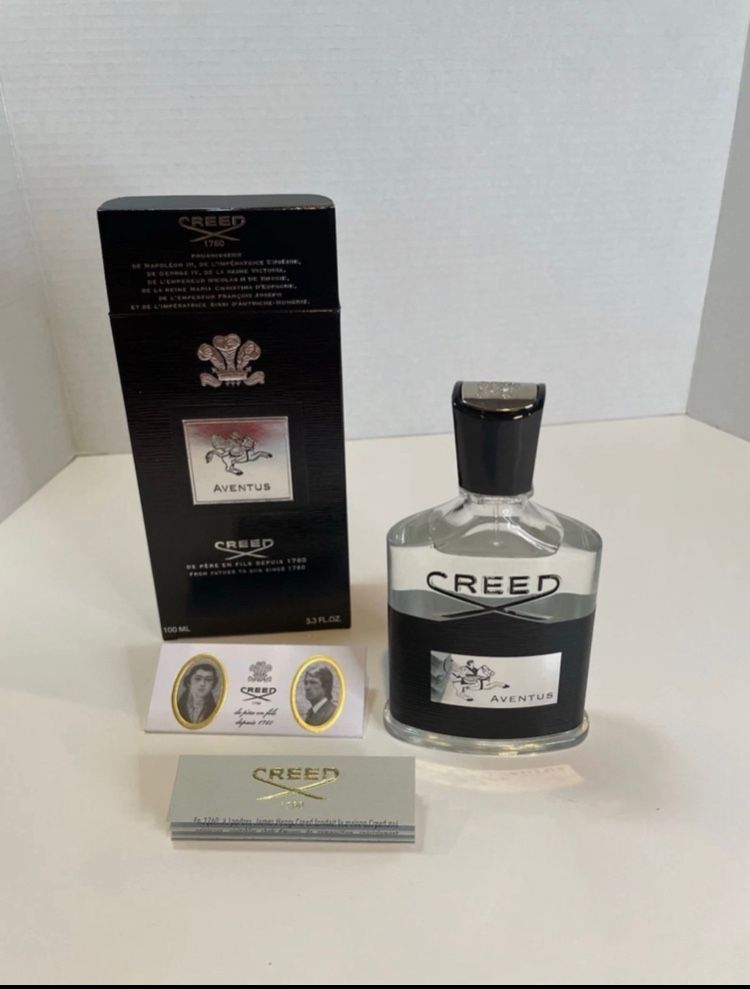 CREED
1760
FOURNISSEUR
DE NAPOLÉON III, DE L'IMPÉRATRICE EUGÉNIE,
DE GEORGE IV, DE LA REINE VICTORIA,
DE L'EMPEREUR NICOLAS II DE RUSSIE,
DE LA REINE MARIA CHRISTINA D'ESPAGNE,
DE L'EMPEREUR FRANÇOIS JOSEPH
ET DE L'IMPÉRATRICE SISSI D'AUTRICHE-HONGRIE.
AVENTUS
CREED
DE PÈRE EN FILS DEPUIS 1760
FROM FATHER TO SON SINCE 1760
100 ML
3.3 FL.OZ.
CREED
AVENTUS
CREED
1760
de père en fils
depuis 1760
CREED
1760
En 1760, à Londres, James Henry Creed fondait la maison Creed qui